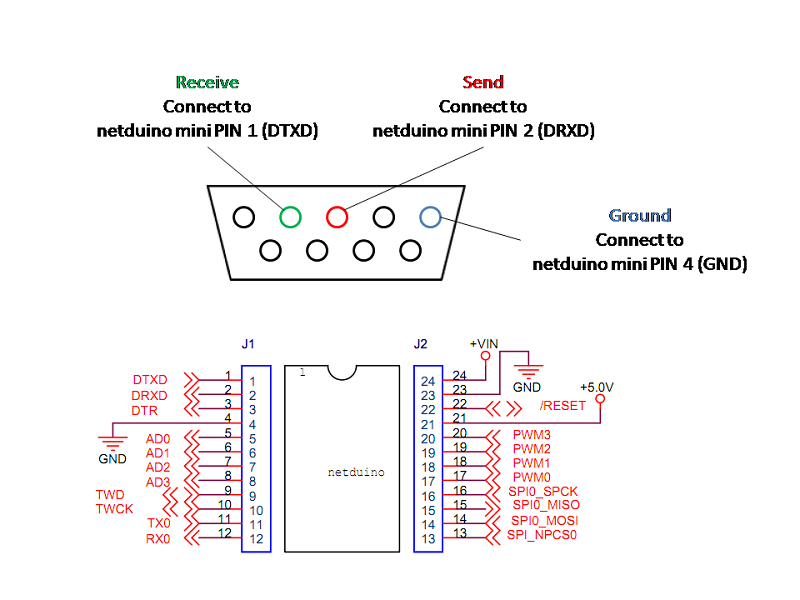 Receive
Connect to
netduino mini PIN 1 (DTXD)
Send
Connect to
netduino mini PIN 2 (DRXD)
Ground
Connect to
netduino mini PIN 4 (GND)
J1
J2
+VIN
GND
+5.0V
DTXD 1 1
DRXD 2 2
DTR 3 3
4 4
GND
AD0 5 5
AD1 6 6
AD2 7 7
AD3 8 8
TWD 9 9
TWCK 10 10
TX0 11 11
RX0 12 12
1
netduino
24 24
23 23
22 22 /RESET
21 21
20 20 PWM3
19 19 PWM2
18 18 PWM1
17 17 PWM0
16 16 SPI0_SPCK
15 15 SPI0_MISO
14 14 SPI0_MOSI
13 13 SPI_NPCS0